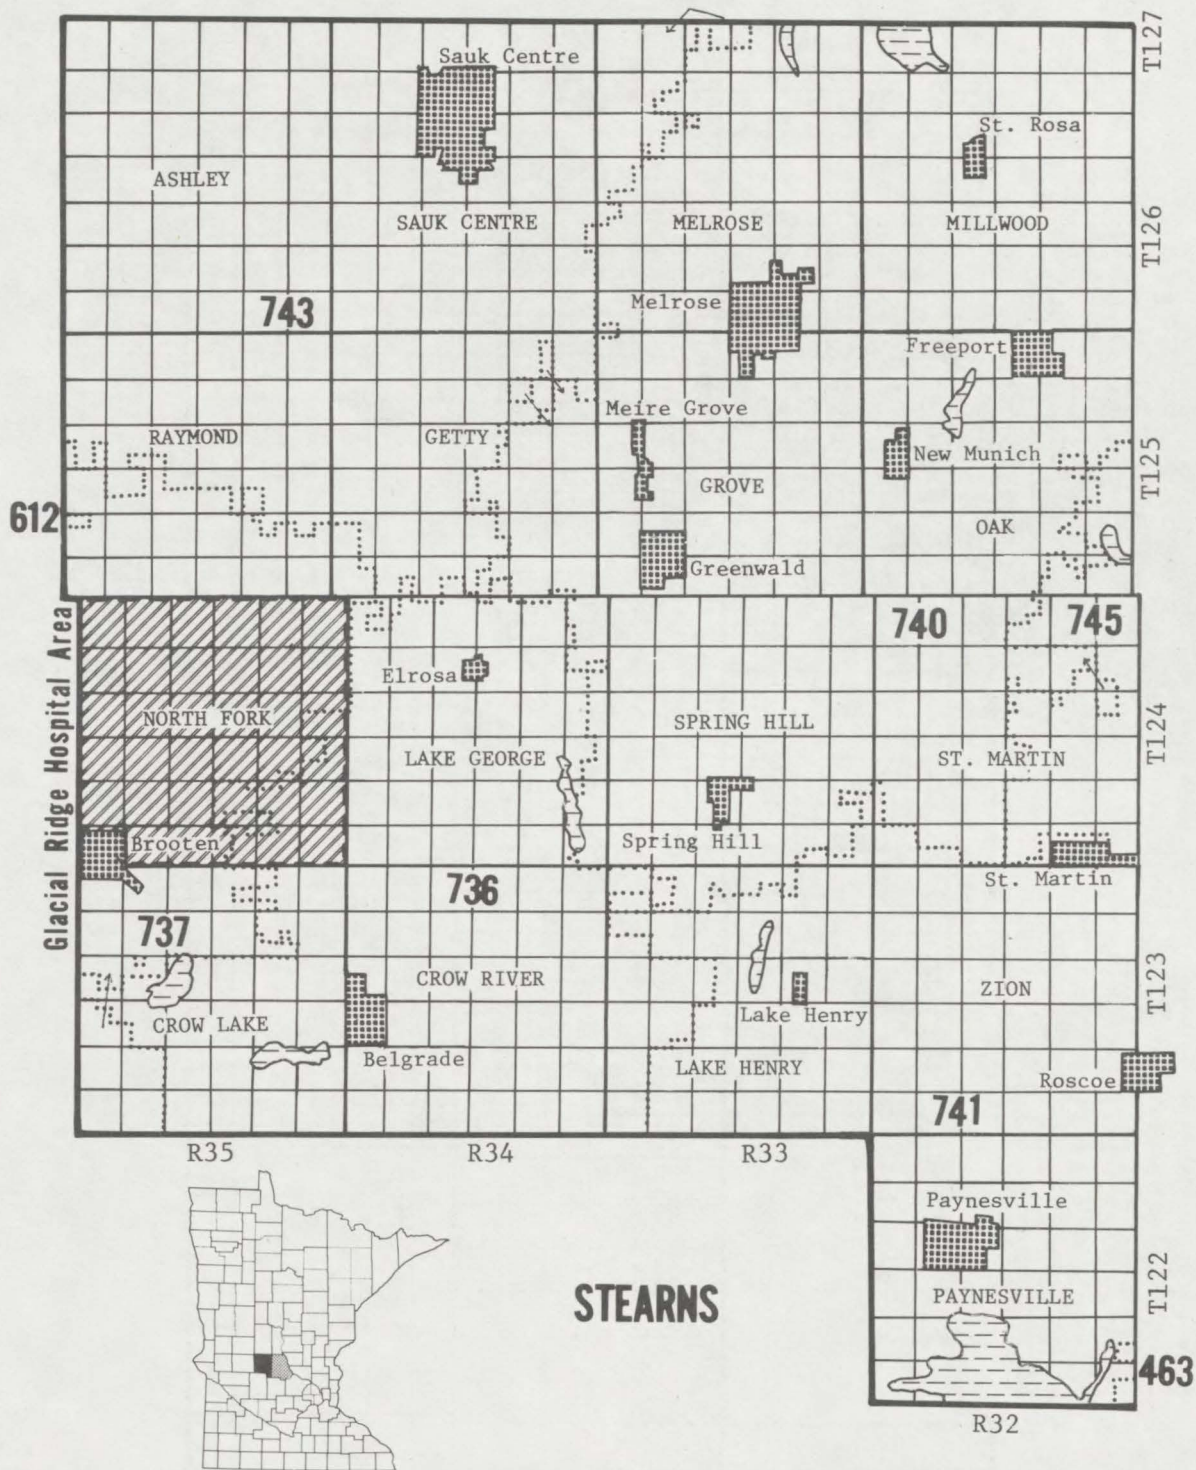 T127
Sauk Centre
St. Rosa
ASHLEY
SAUK CENTRE
MELROSE
MILLWOOD
T126
743
Melrose
Freeport
Meire Grove
RAYMOND
GETTY
New Munich
T125
GROVE
612
OAK
Greenwald
Glacial Ridge Hospital Area
740
745
Elrosa
NORTH FORK
SPRING HILL
LAKE GEORGE
ST. MARTIN
T124
Brooten
Spring Hill
St. Martin
736
737
CROW RIVER
ZION
T123
CROW LAKE
Lake Henry
Belgrade
LAKE HENRY
Roscoe
741
R35
R34
R33
Paynesville
STEARNS
PAYNESVILLE
T122
463
R32